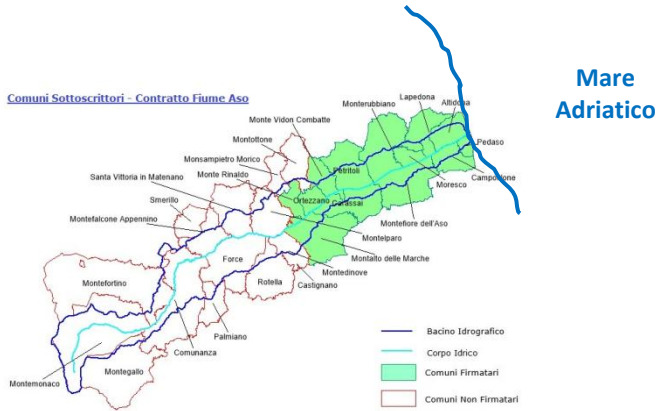 Mare
Adriatico
Comuni Sottoscrittori - Contratto Fiume Aso
Lapedona
Altidona
Monterubbiano
Monte Vidon Combatte
Pedaso
Montottone
Monsampietro Morico
Petritoli
Campofilone
Monte Rinaldo
Moresco
Santa Vittoria in Matenano
Ortezzano
Carassai
Smerillo
Montefiore dell'Aso
Montefalcone Appennino
Montelparo
Force
Montalto delle Marche
Montedinove
Montefortino
Rotella
Castignano
Palmiano
Comunanza
Montegallo
Montemonaco
Bacino Idrografico
Corpo Idrico
Comuni Firmatari
Comuni Non Firmatari